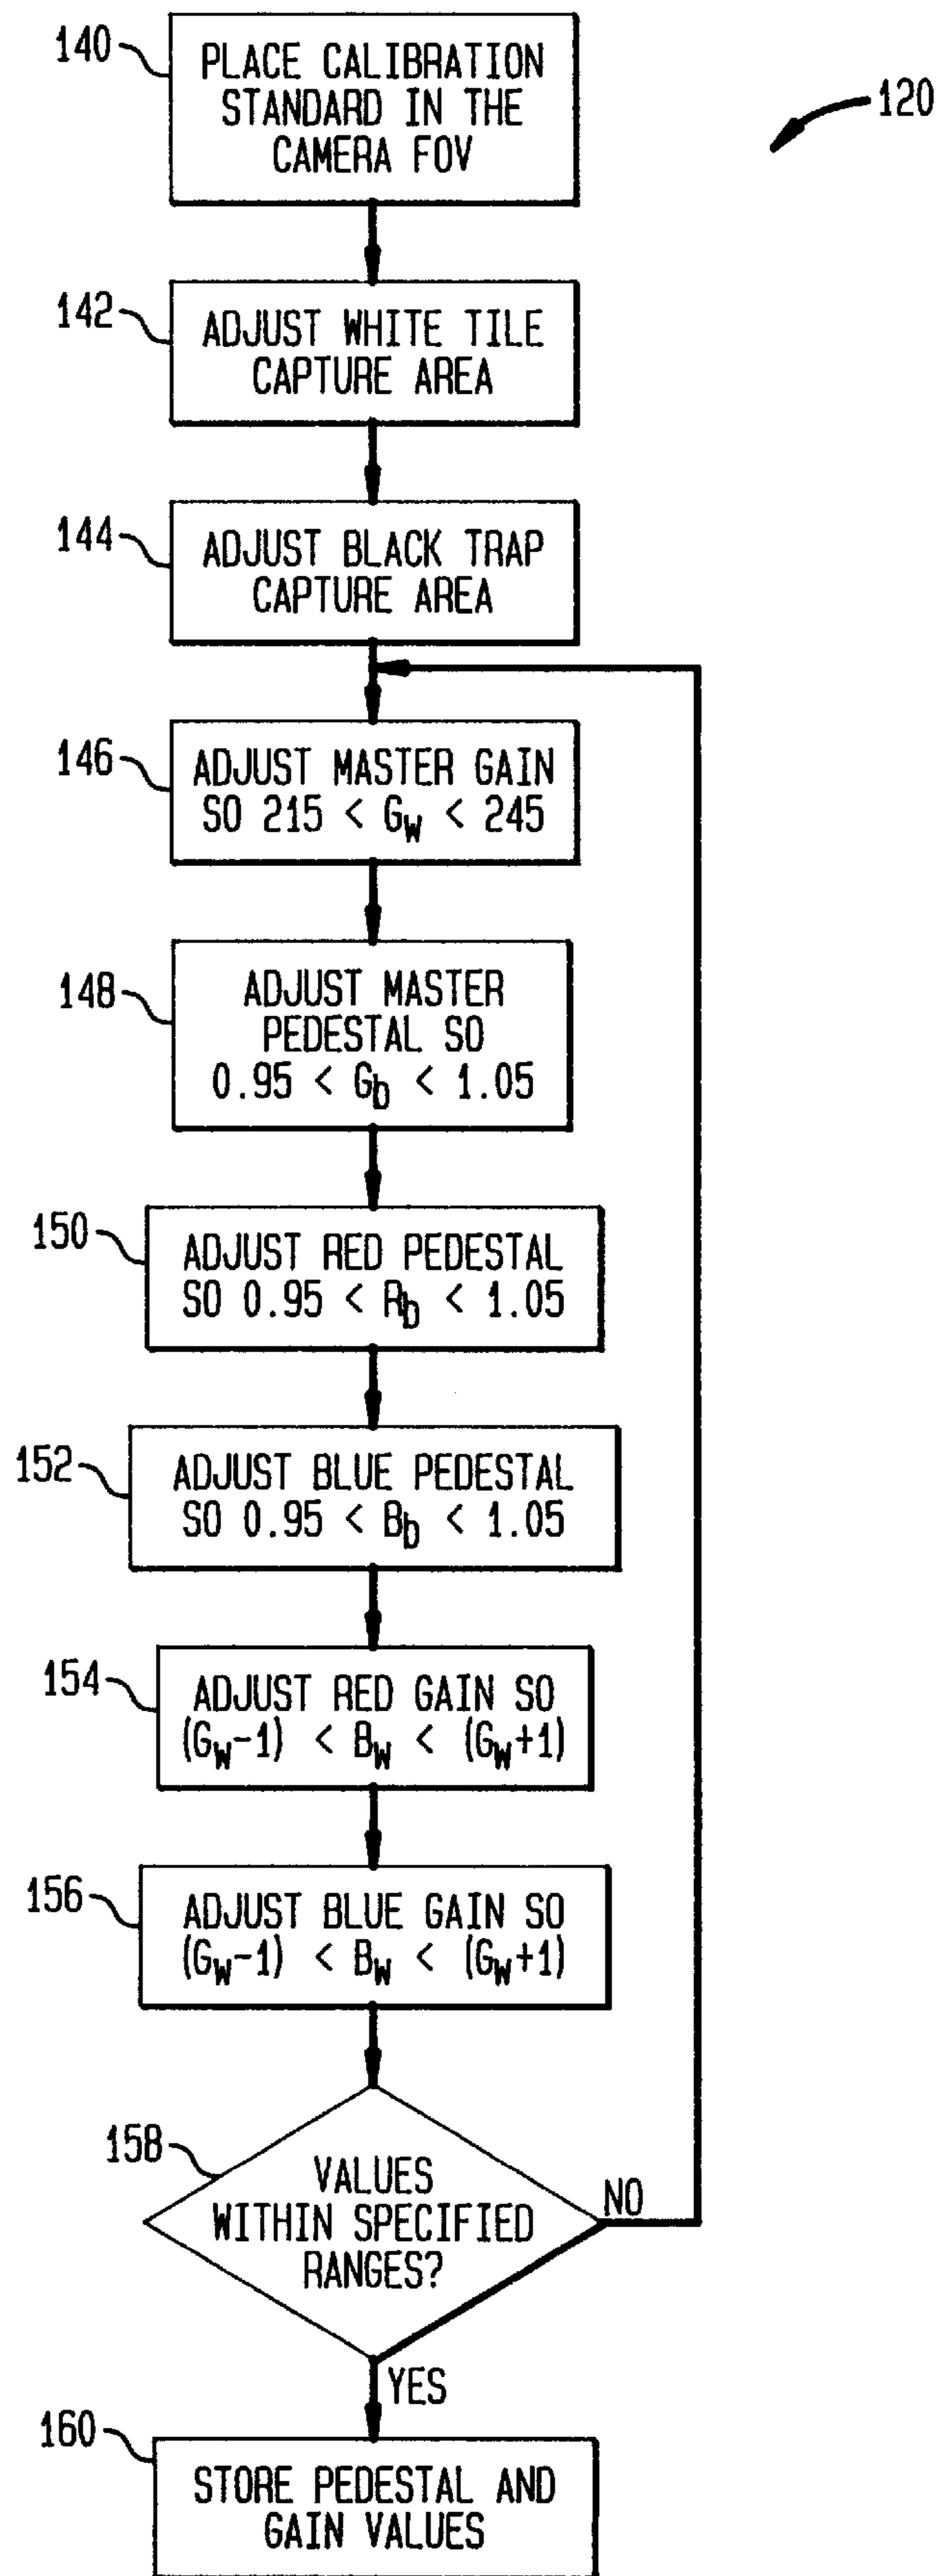 140
PLACE CALIBRATION
STANDARD IN THE
CAMERA FOV
120
142
ADJUST WHITE TILE
CAPTURE AREA
144
ADJUST BLACK TRAP
CAPTURE AREA
146
ADJUST MASTER GAIN
SO 215 < Gw < 245
148
ADJUST MASTER
PEDESTAL SO
0.95 < Gb < 1.05
150
ADJUST RED PEDESTAL
SO 0.95 < Rb < 1.05
152
ADJUST BLUE PEDESTAL
SO 0.95 < Bb < 1.05
154
ADJUST RED GAIN SO
(Gw-1) < Bw < (Gw+1)
156
ADJUST BLUE GAIN SO
(Gw-1) < Bw < (Gw+1)
158
VALUES
WITHIN SPECIFIED
RANGES?
NO
YES
160
STORE PEDESTAL AND
GAIN VALUES